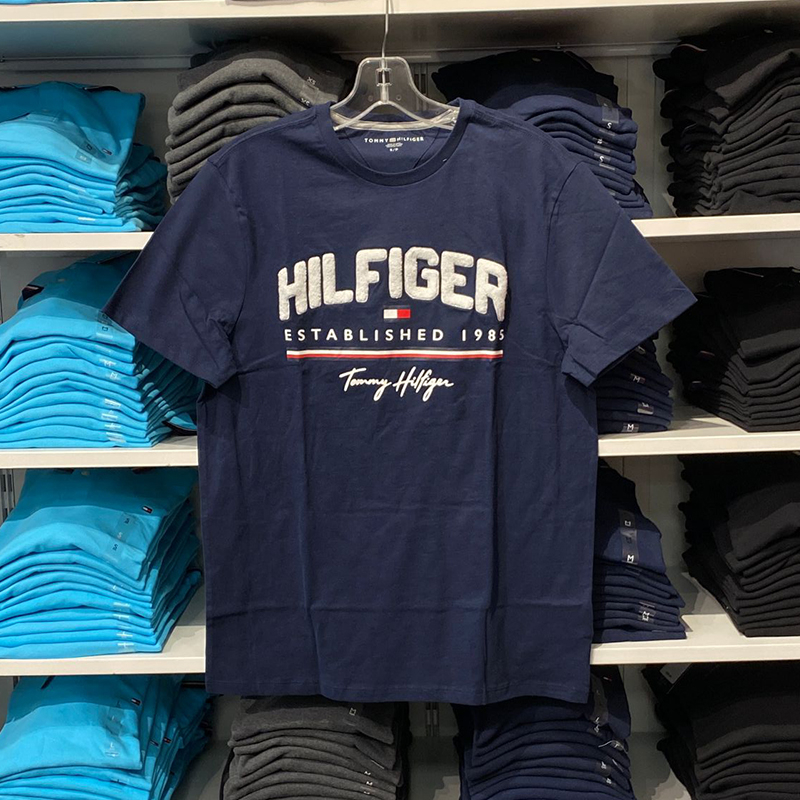 TOMMY HILFIGER
S/P
HILFIGER
ESTABLISHED 1985
Tommy Hilfiger
S
S
M
M